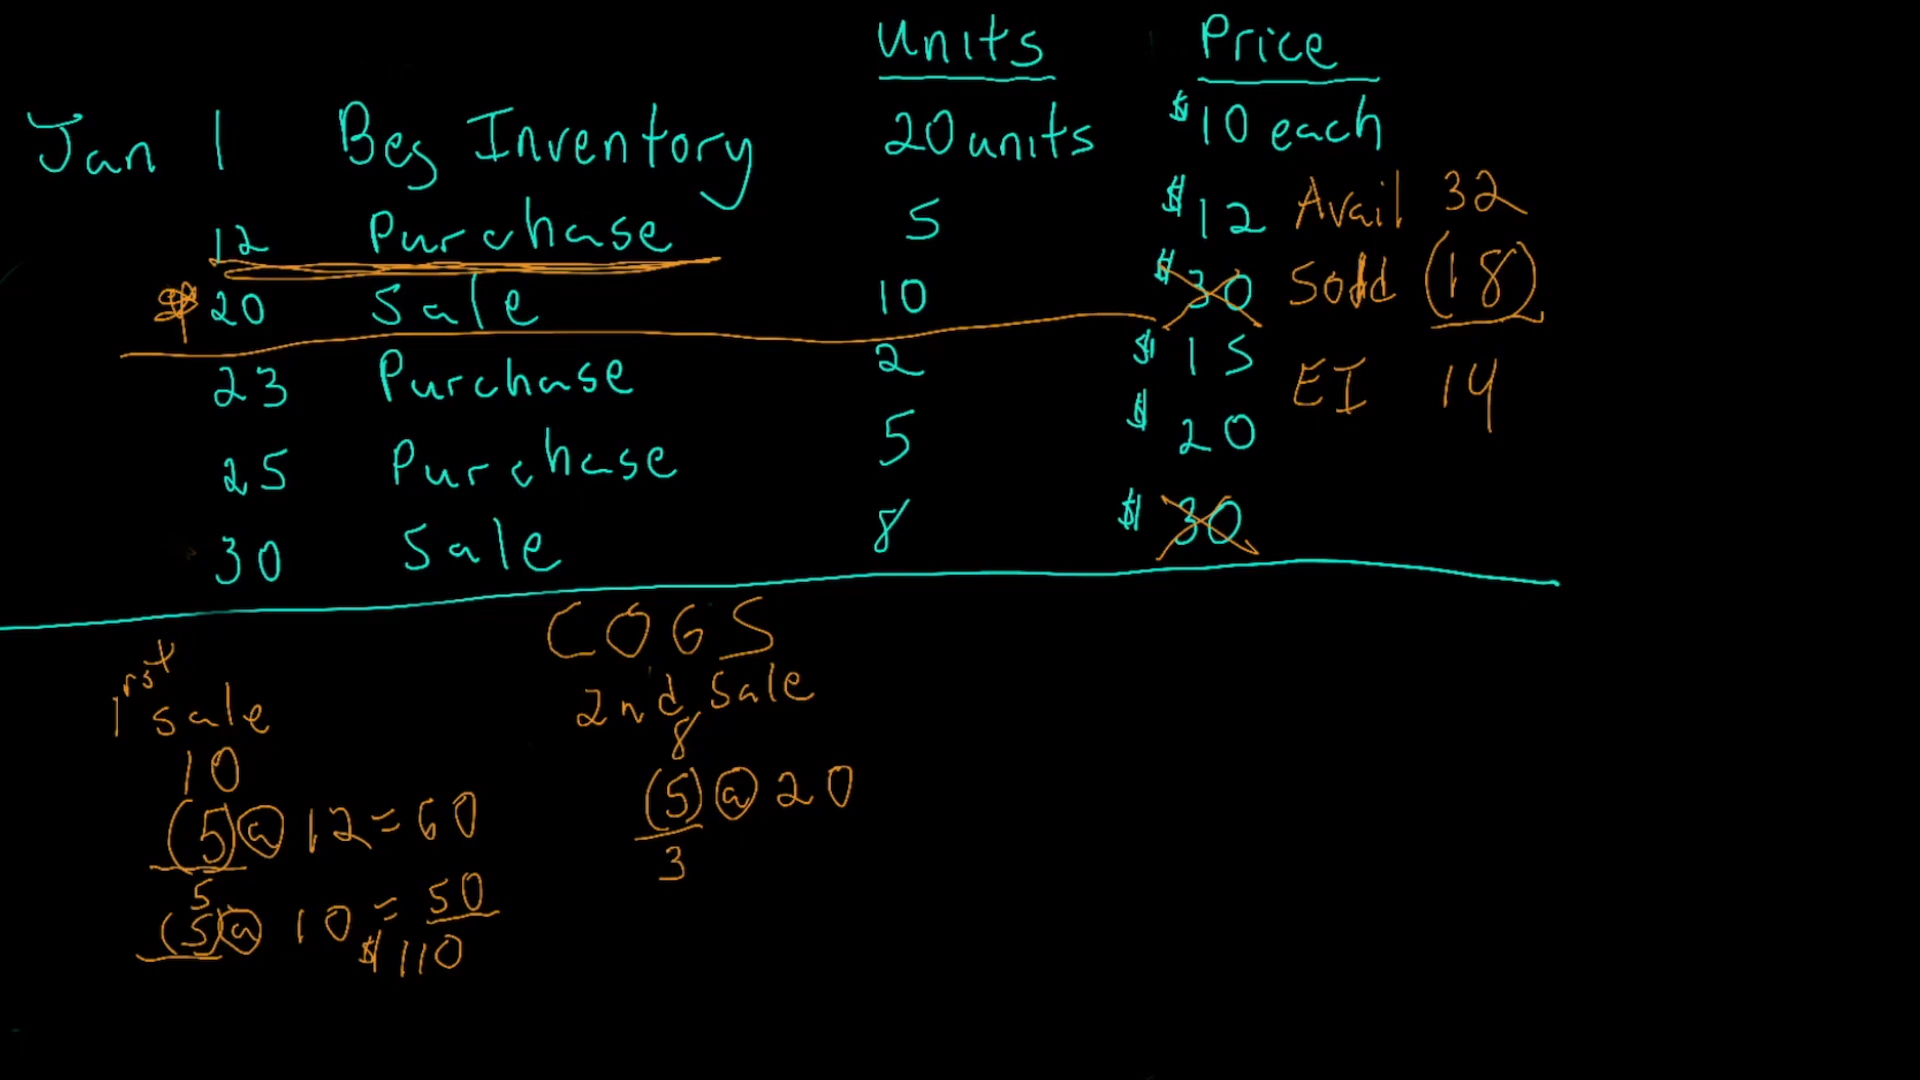 Units Price
Jan 1 Beg Inventory 20 units $10 each
12 Purchase 5 $12 Avail 32
20 Sale 10 $30 Sold (18)
23 Purchase 2 $15 EI 14
25 Purchase 5 $20
30 Sale 8 $30
COGS
1rst sale 2nd Sale
10 8
(5) @ 12 = 60 (5) @ 20
5 3
(5) @ 10 = 50
$110